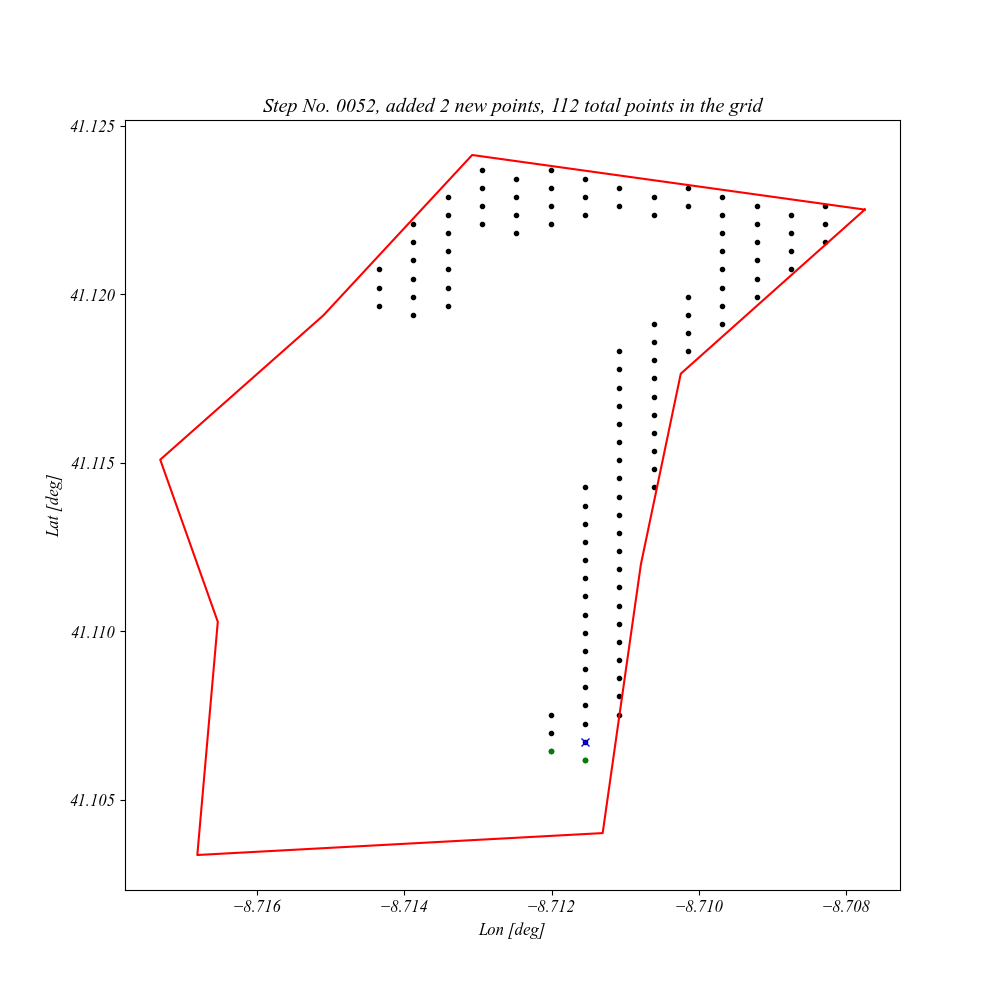 Step No. 0052, added 2 new points, 112 total points in the grid
41.125
41.120
41.115
41.110
41.105
Lat [deg]
−8.716 −8.714 −8.712 −8.710 −8.708
Lon [deg]